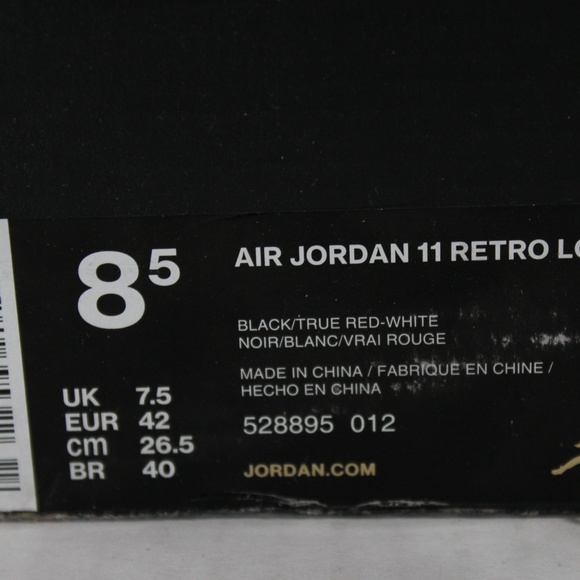 8 5
AIR JORDAN 11 RETRO LO
BLACK/TRUE RED-WHITE
NOIR/BLANC/VRAI ROUGE
MADE IN CHINA / FABRIQUE EN CHINE /
HECHO EN CHINA
528895 012
JORDAN.COM
UK 7.5
EUR 42
cm 26.5
BR 40